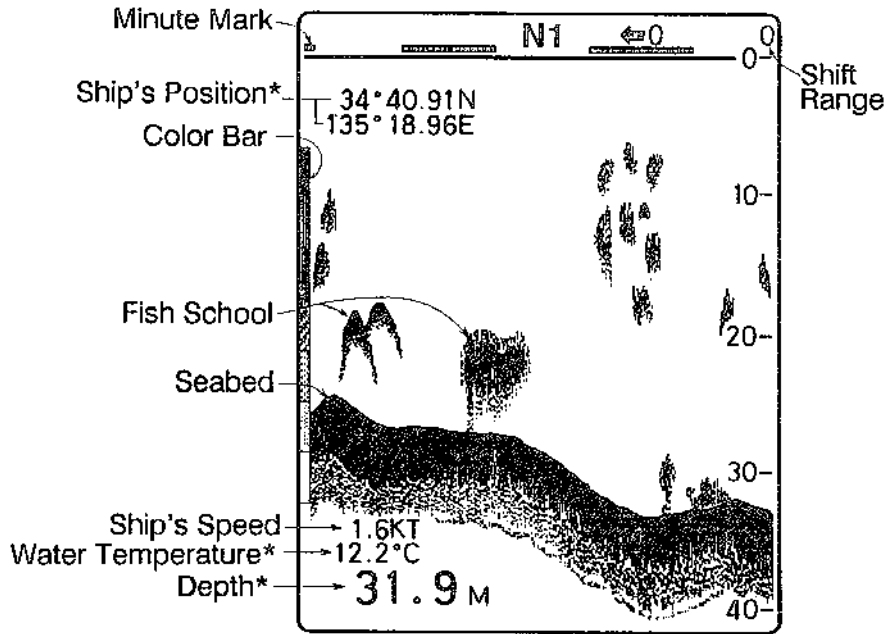 Minute Mark
N1 ⇦0 0
0-
Shift
Range
Ship's Position*
34°40.91N
135°18.96E
Color Bar
10-
Fish School
20-
Seabed
30-
Ship's Speed
1.6KT
Water Temperature*
12.2°C
Depth*
31.9 M
40-